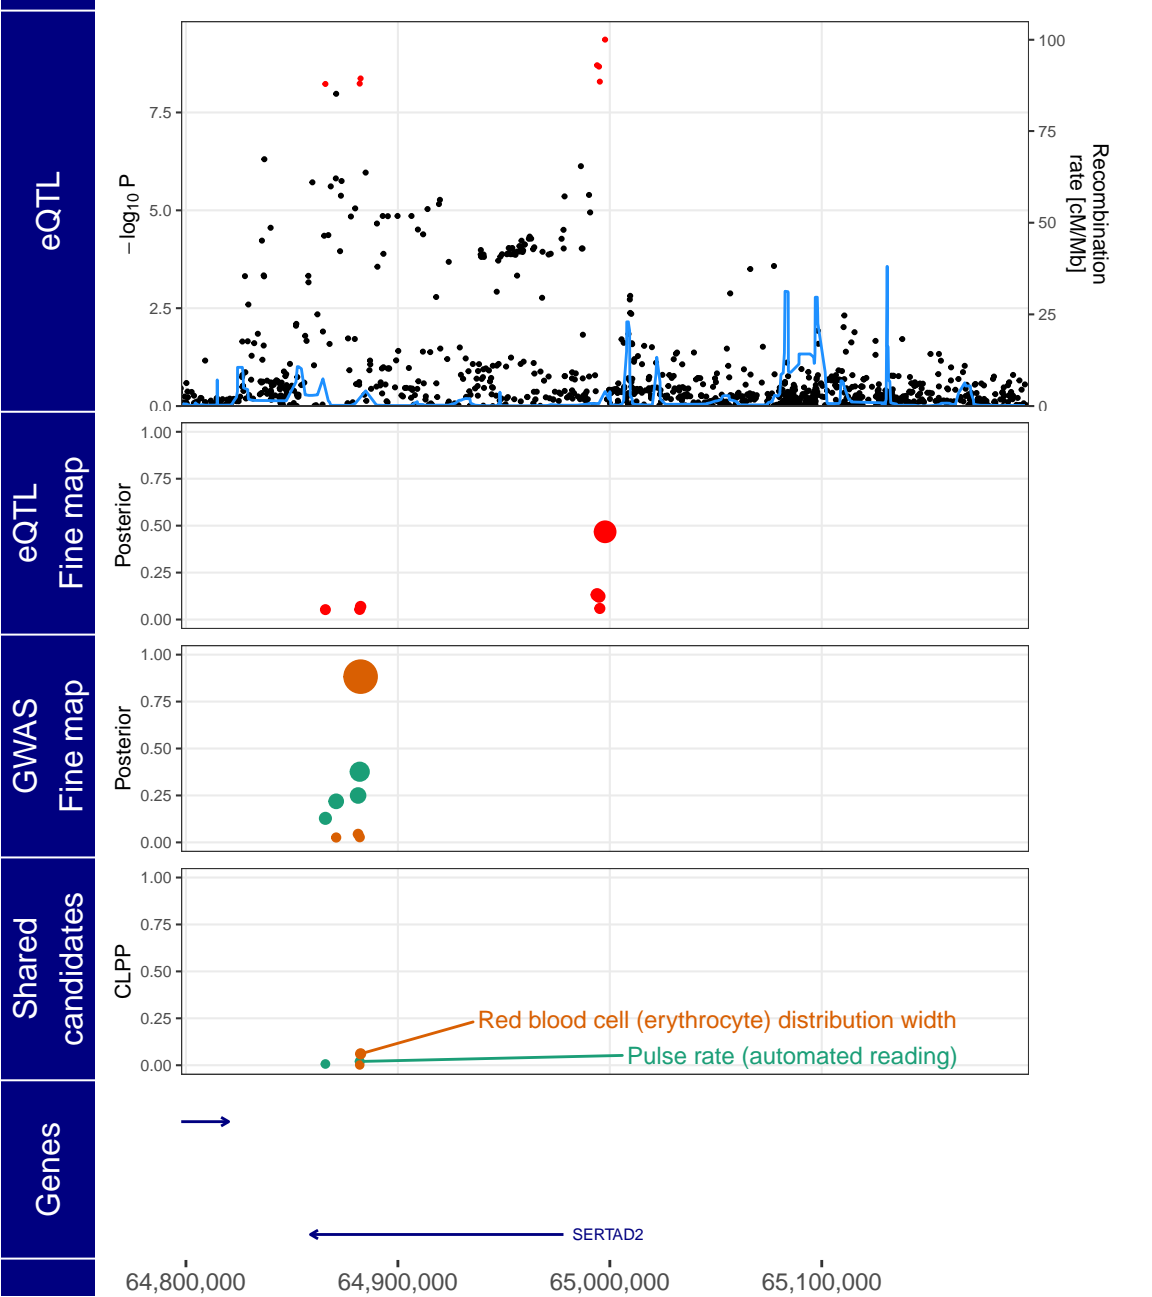 eQTL
−log10 P
7.5
5.0
2.5
0.0
100
75
50
25
0
Recombination
rate [cM/Mb]
eQTL
Fine map
Posterior
1.00
0.75
0.50
0.25
0.00
GWAS
Fine map
Posterior
1.00
0.75
0.50
0.25
0.00
Shared
candidates
CLPP
1.00
0.75
0.50
0.25
0.00
Red blood cell (erythrocyte) distribution width
Pulse rate (automated reading)
Genes
SERTAD2
64,800,000
64,900,000
65,000,000
65,100,000